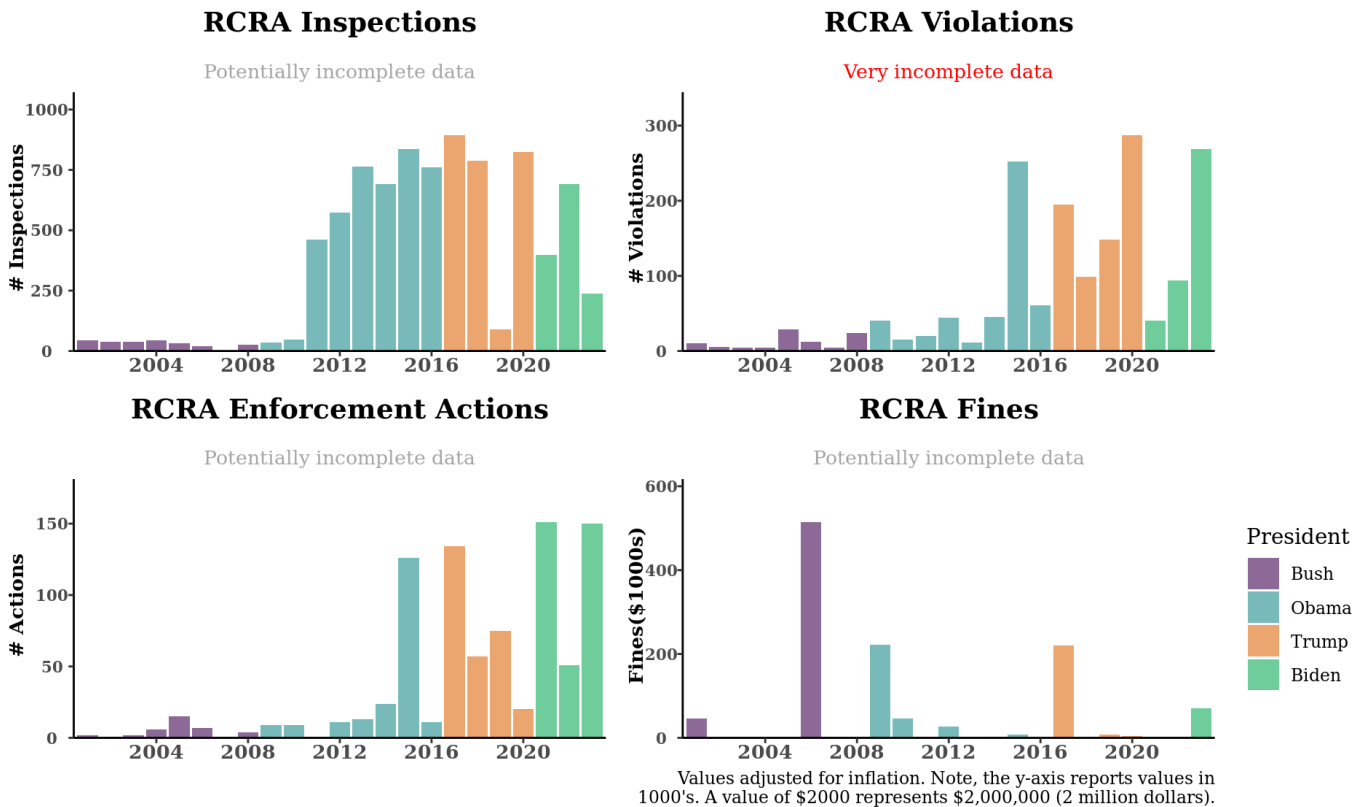 RCRA Inspections
Potentially incomplete data
# Inspections
1000
750
500
250
0
2004
2008
2012
2016
2020
RCRA Violations
Very incomplete data
# Violations
300
200
100
0
2004
2008
2012
2016
2020
RCRA Enforcement Actions
Potentially incomplete data
# Actions
150
100
50
0
2004
2008
2012
2016
2020
RCRA Fines
Potentially incomplete data
Fines($1000s)
600
400
200
0
2004
2008
2012
2016
2020
President
Bush
Obama
Trump
Biden
Values adjusted for inflation. Note, the y-axis reports values in
1000's. A value of $2000 represents $2,000,000 (2 million dollars).